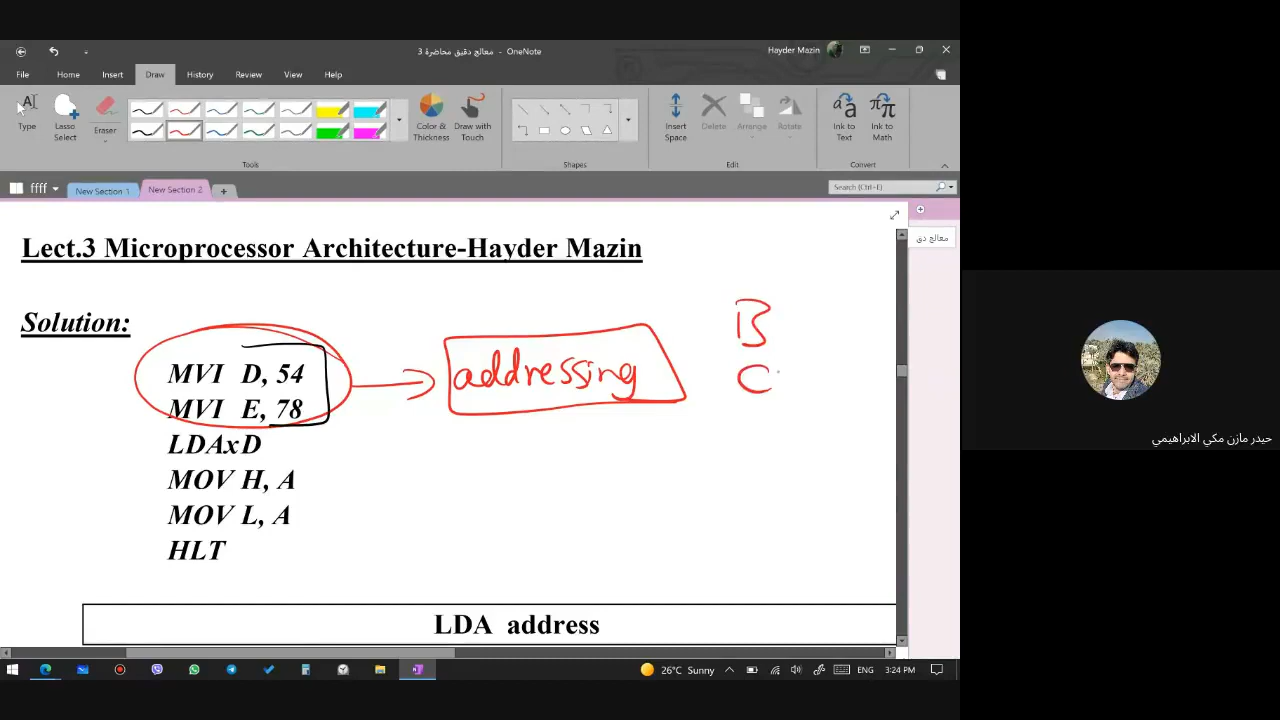 معالج دقيق محاضرة 3 - OneNote
Hayder Mazin
File Home Insert Draw History Review View Help
Type
Lasso Select
Eraser
Color & Thickness
Draw with Touch
Insert Space
Delete
Arrange
Rotate
Ink to Text
Ink to Math
Tools
Shapes
Edit
Convert
ffff
New Section 1
New Section 2
Search (Ctrl+E)
معالج دق
Lect.3 Microprocessor Architecture-Hayder Mazin
Solution:
MVI D, 54
MVI E, 78
LDAxD
MOV H, A
MOV L, A
HLT
addressing
B
C
LDA address
حيدر مازن مكي الابراهيمي
26°C Sunny
ENG
3:24 PM